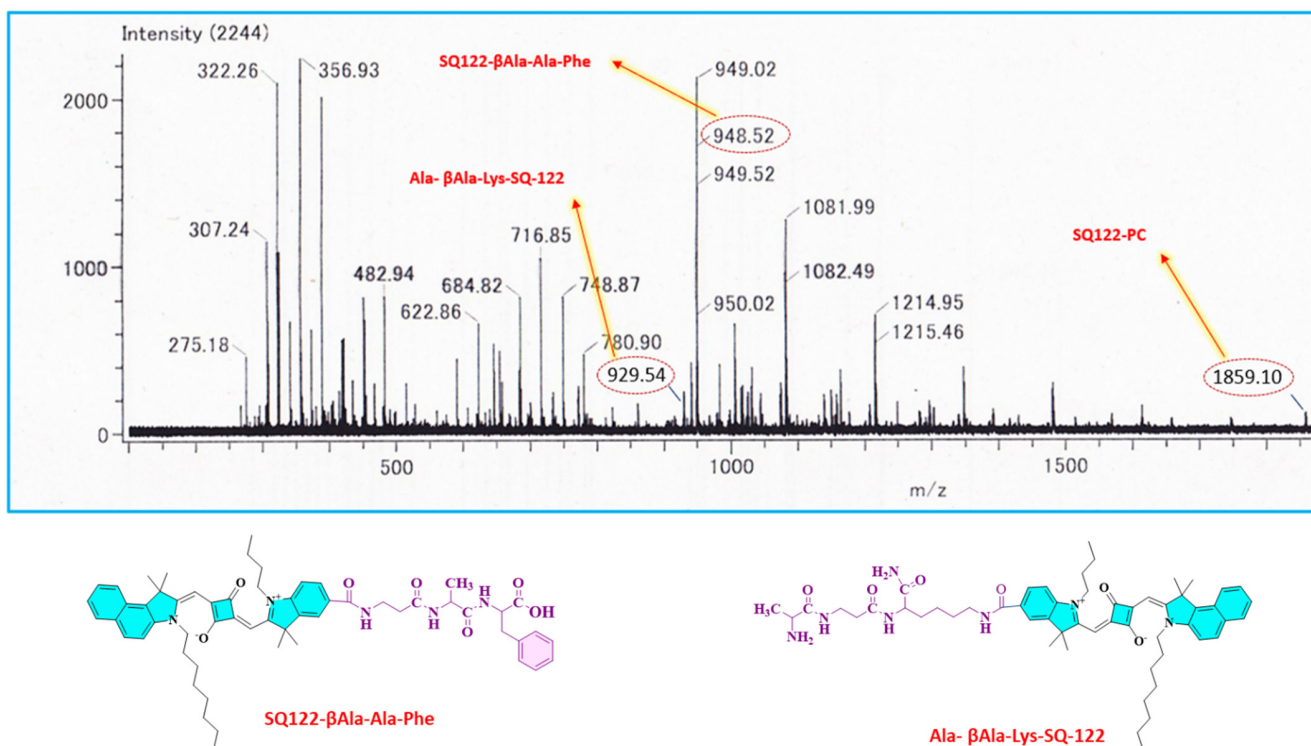 Intensity (2244)
SQ122-βAla-Ala-Phe
322.26
356.93
949.02
2000
948.52
Ala- βAla-Lys-SQ-122
949.52
1081.99
SQ122-PC
307.24
716.85
1000
482.94
684.82
748.87
1082.49
622.86
950.02
1214.95
275.18
780.90
1215.46
929.54
1859.10
0
500
1000
1500
m/z
O
N+
O
O
CH3
H
N
O
OH
N
H
N
H
O
N
O-
H2N
O
CH3
O
H
N
O
H
N
NH2
N
H
O
N
H
O
N+
O
O-
N
SQ122-βAla-Ala-Phe
Ala- βAla-Lys-SQ-122